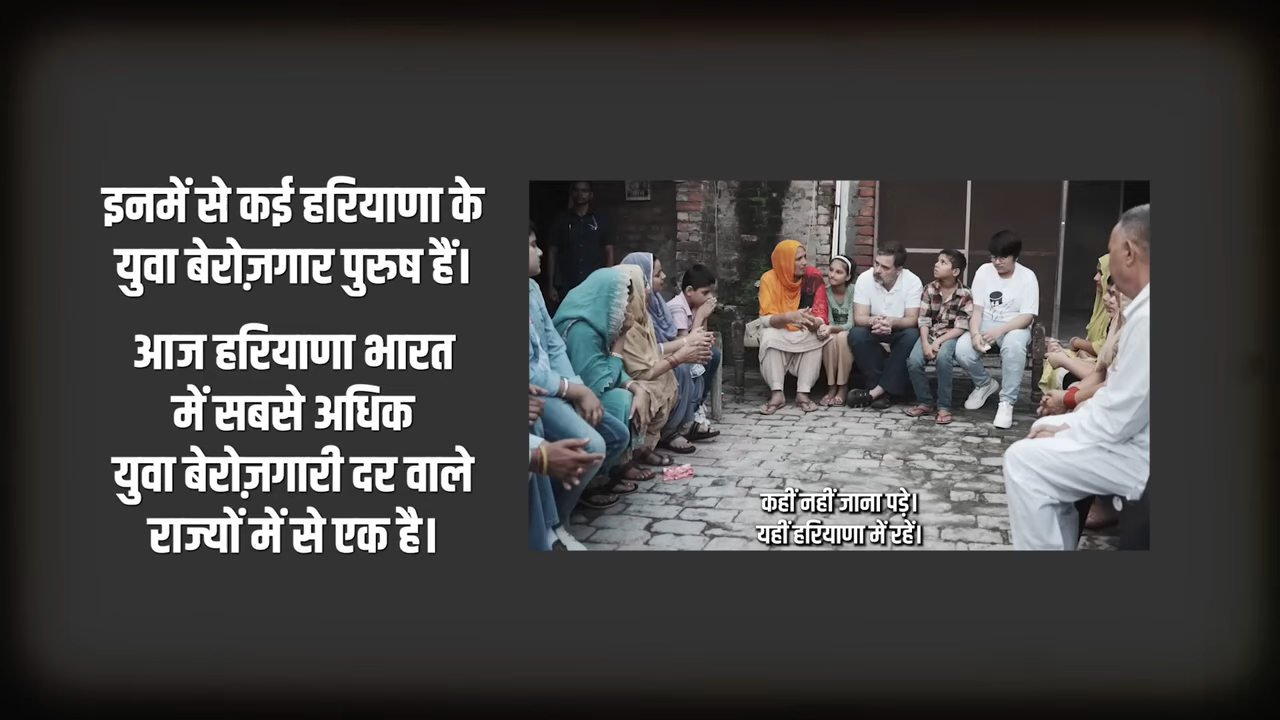 इनमें से कई हरियाणा के
युवा बेरोज़गार पुरुष हैं।
आज हरियाणा भारत
में सबसे अधिक
युवा बेरोज़गारी दर वाले
राज्यों में से एक है।
कहीं नहीं जाना पड़े।
यहीं हरियाणा में रहें।